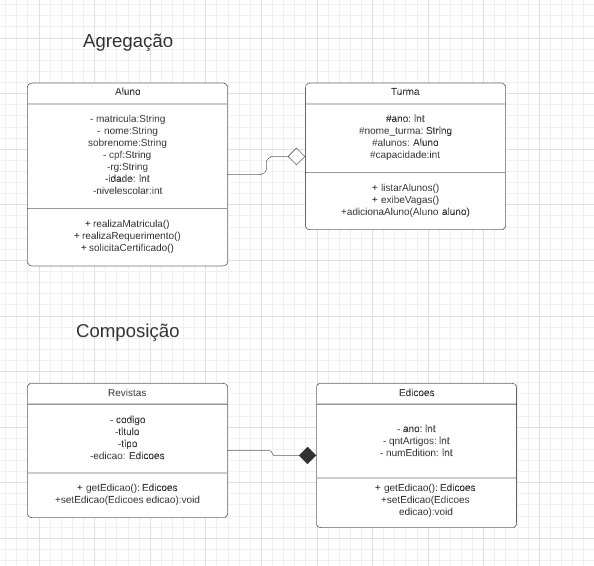 Agregação
Aluno
- matricula:String
- nome:String
sobrenome:String
- cpf:String
-rg:String
-idade: int
-nivelescolar:int
+ realizaMatricula()
+ realizaRequerimento()
+ solicitaCertificado()
Turma
#ano: int
#nome_turma: String
#alunos: Aluno
#capacidade:int
+ listarAlunos()
+ exibeVagas()
+adicionaAluno(Aluno aluno)
Composição
Revistas
- codigo
-titulo
-tipo
-edicao: Edicoes
+ getEdicao(): Edicoes
+setEdicao(Edicoes edicao):void
Edicoes
- ano: int
- qntArtigos: int
- numEdition: int
+ getEdicao(): Edicoes
+setEdicao(Edicoes
edicao):void